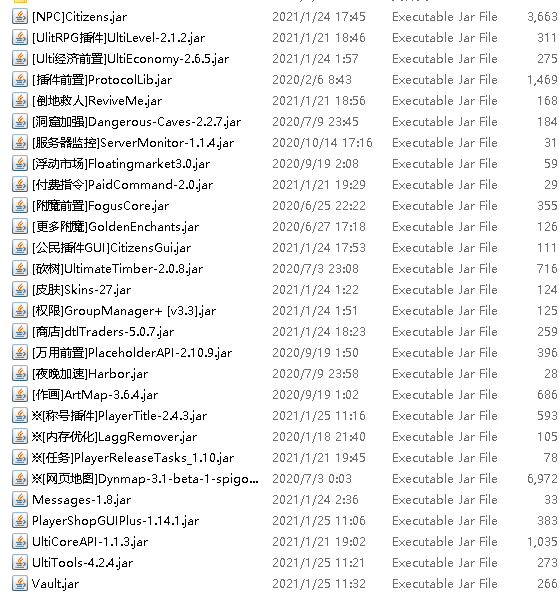 [NPC]Citizens.jar 2021/1/24 17:45 Executable Jar File 3,663
[UlitRPG插件]UltiLevel-2.1.2.jar 2021/1/21 18:46 Executable Jar File 311
[Ulti经济前置]UltiEconomy-2.6.5.jar 2021/1/24 1:57 Executable Jar File 275
[插件前置]ProtocolLib.jar 2020/2/6 8:43 Executable Jar File 1,469
[倒地救人]ReviveMe.jar 2021/1/21 18:56 Executable Jar File 168
[洞窟加强]Dangerous-Caves-2.2.7.jar 2020/7/9 23:45 Executable Jar File 184
[服务器监控]ServerMonitor-1.1.4.jar 2020/10/14 17:16 Executable Jar File 31
[浮动市场]Floatingmarket3.0.jar 2020/9/19 2:08 Executable Jar File 59
[付费指令]PaidCommand-2.0.jar 2021/1/21 19:29 Executable Jar File 29
[附魔前置]FogusCore.jar 2020/6/25 22:22 Executable Jar File 355
[更多附魔]GoldenEnchants.jar 2020/6/27 17:18 Executable Jar File 126
[公民插件GUI]CitizensGui.jar 2021/1/24 17:53 Executable Jar File 111
[砍树]UltimateTimber-2.0.8.jar 2020/7/3 23:08 Executable Jar File 716
[皮肤]Skins-27.jar 2021/1/24 1:22 Executable Jar File 124
[权限]GroupManager+ [v3.3].jar 2021/1/24 1:51 Executable Jar File 125
[商店]dtlTraders-5.0.7.jar 2021/1/24 18:23 Executable Jar File 259
[万用前置]PlaceholderAPI-2.10.9.jar 2020/9/19 1:50 Executable Jar File 396
[夜晚加速]Harbor.jar 2020/7/9 23:58 Executable Jar File 28
[作画]ArtMap-3.6.4.jar 2020/9/19 1:02 Executable Jar File 686
※[称号插件]PlayerTitle-2.4.3.jar 2021/1/25 11:16 Executable Jar File 593
※[内存优化]LaggRemover.jar 2020/1/18 21:40 Executable Jar File 105
※[任务]PlayerReleaseTasks_1.10.jar 2021/1/21 19:45 Executable Jar File 78
※[网页地图]Dynmap-3.1-beta-1-spigo... 2020/7/3 0:03 Executable Jar File 6,972
Messages-1.8.jar 2021/1/24 2:36 Executable Jar File 33
PlayerShopGUIPlus-1.14.1.jar 2021/1/25 11:06 Executable Jar File 383
UltiCoreAPI-1.1.3.jar 2021/1/21 19:02 Executable Jar File 1,035
UltiTools-4.2.4.jar 2021/1/25 11:21 Executable Jar File 273
Vault.jar 2021/1/25 11:32 Executable Jar File 266